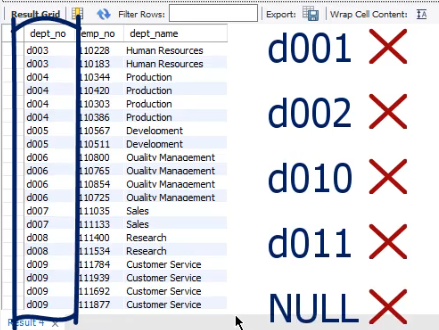 Result Grid Filter Rows: Export: Wrap Cell Content:
dept_no emp_no dept_name
d003 110228 Human Resources
d003 110183 Human Resources
d004 110344 Production
d004 110420 Production
d004 110303 Production
d004 110386 Production
d005 110567 Development
d005 110511 Development
d006 110800 Quality Management
d006 110765 Quality Management
d006 110854 Quality Management
d006 110725 Quality Management
d007 111035 Sales
d007 111133 Sales
d008 111400 Research
d008 111534 Research
d009 111784 Customer Service
d009 111939 Customer Service
d009 111692 Customer Service
d009 111877 Customer Service
Result 4
d001
d002
d010
d011
NULL